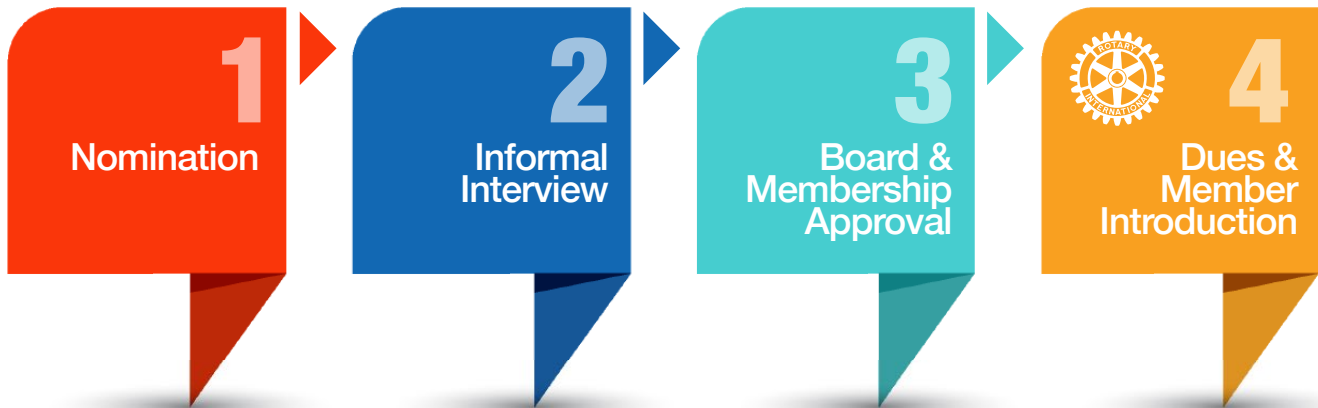 1
Nomination
2
Informal
Interview
3
Board &
Membership
Approval
ROTARY
INTERNATIONAL
4
Dues &
Member
Introduction